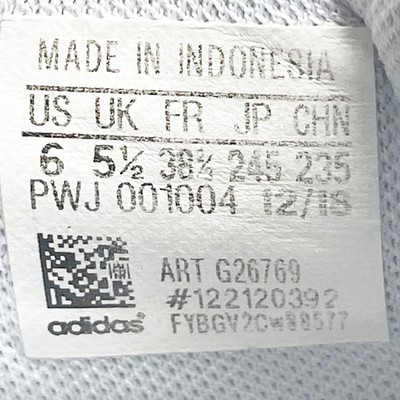 MADE IN INDONESIA
US UK FR JP CHN
6 5½ 38⅔ 245 235
PWJ 001004 12/18
ART G26769
#122120392
adidas